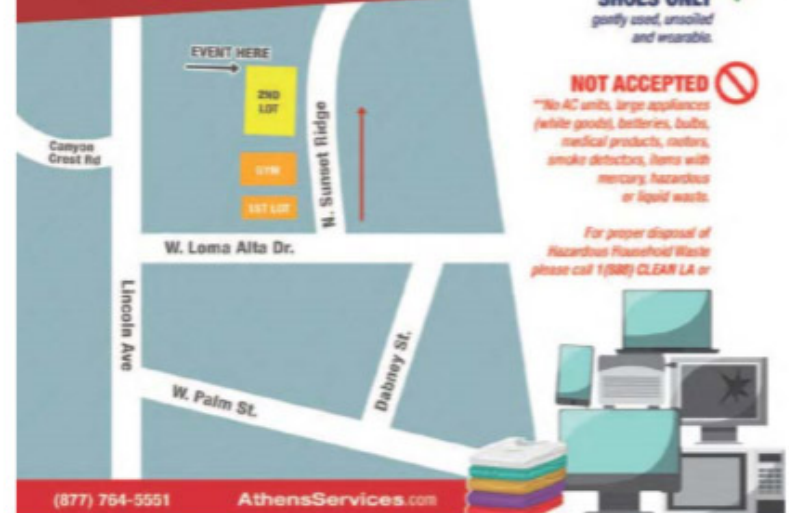 SHOES ONLY
gently used, unsoiled
and wearable.
EVENT HERE
2ND
LOT
GYM
1ST LOT
N. Sunset Ridge
Canyon
Crest Rd
W. Loma Alta Dr.
Lincoln Ave
W. Palm St.
Dabney St.
NOT ACCEPTED
**No AC units, large appliances
(white goods), batteries, bulbs,
medical products, motors,
smoke detectors, items with
mercury, hazardous
or liquid waste.
For proper disposal of
Hazardous Household Waste
please call 1(888) CLEAN LA or
(877) 764-5551
AthensServices.com